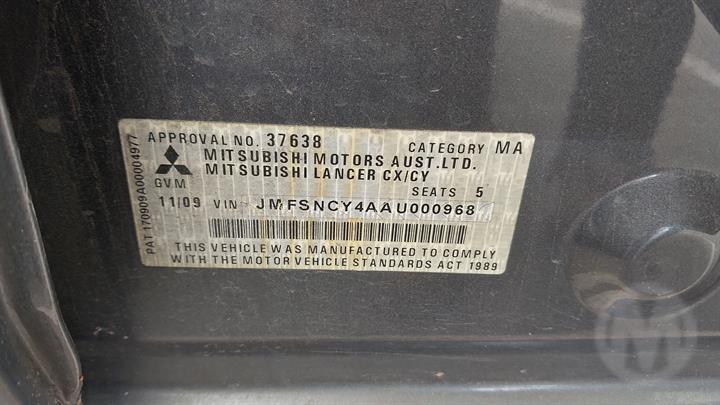 APPROVAL NO. 37638 CATEGORY MA
MITSUBISHI MOTORS AUST.LTD.
MITSUBISHI LANCER CX/CY
GVM SEATS 5
11/09 VIN JMFSNCY4AAU000968
THIS VEHICLE WAS MANUFACTURED TO COMPLY
WITH THE MOTOR VEHICLE STANDARDS ACT 1989
PAT 170909A00004977
M
M